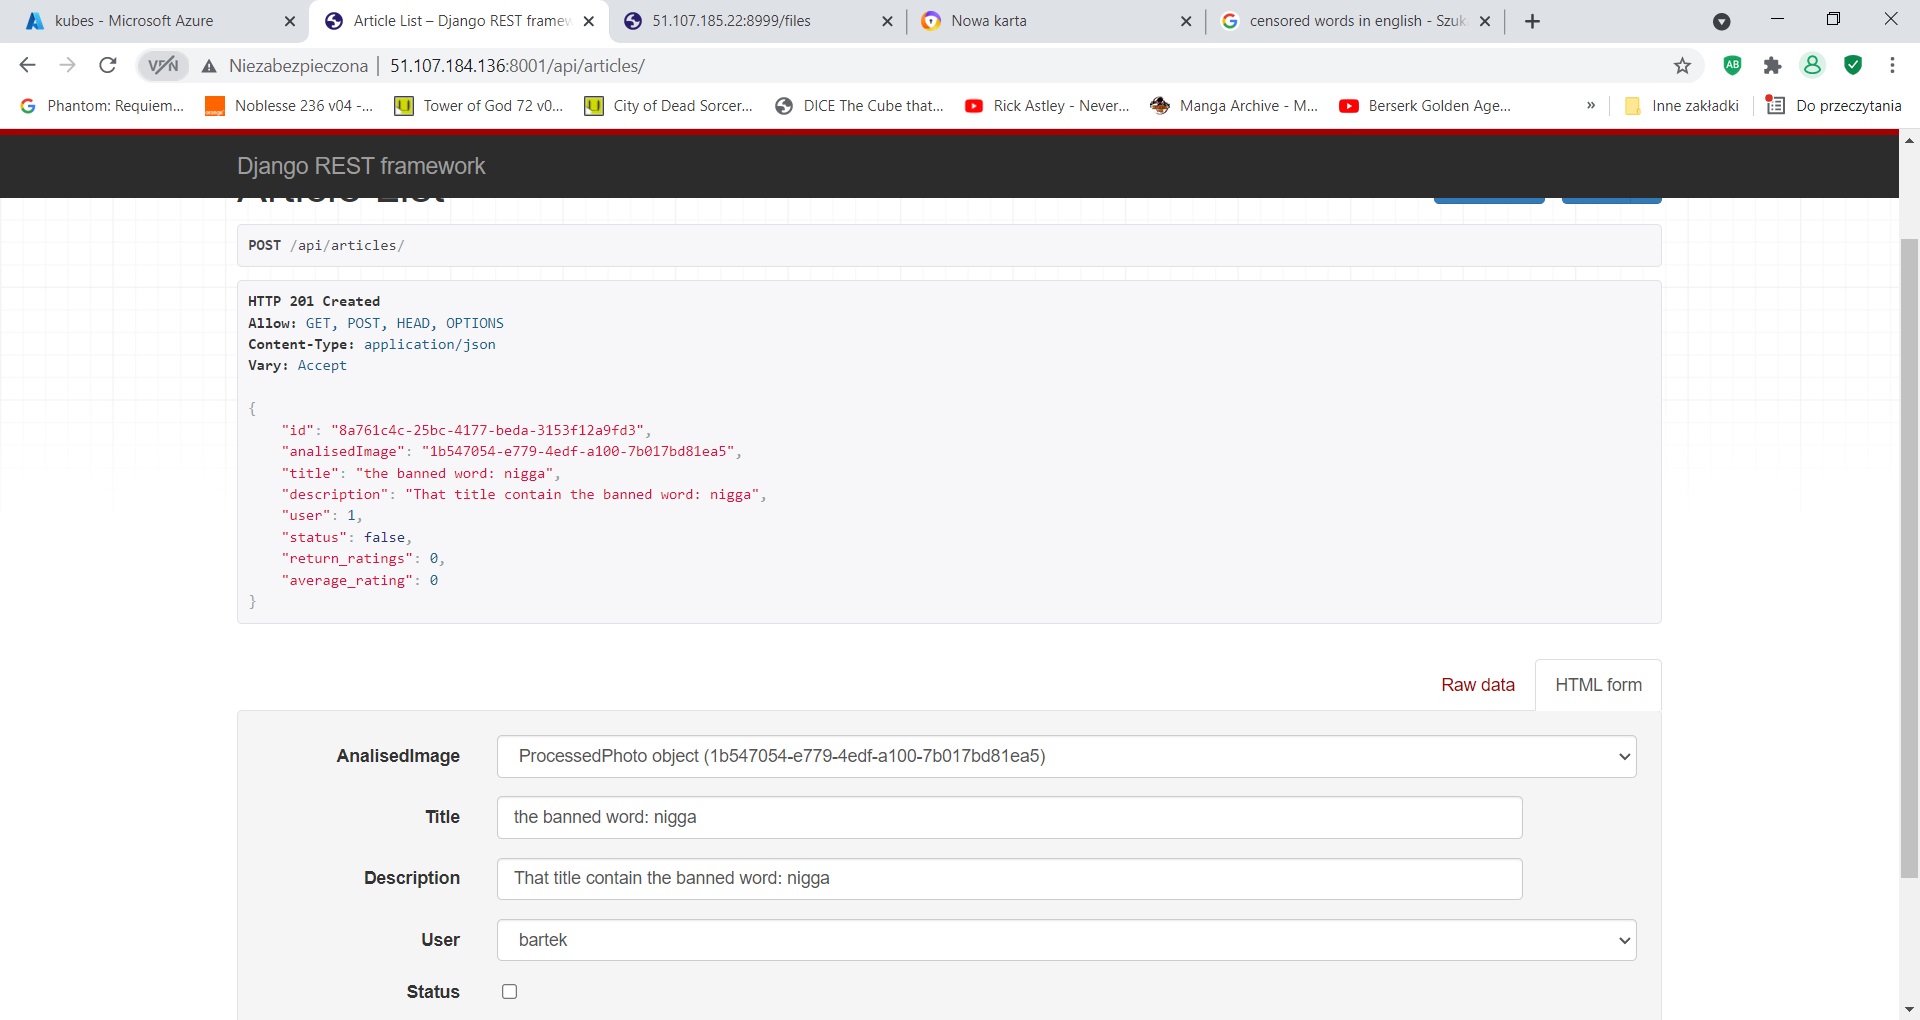 kubes - Microsoft Azure
Article List – Django REST framew
51.107.185.22:8999/files
Nowa karta
censored words in english - Szuk
VPN Niezabezpieczona | 51.107.184.136:8001/api/articles/
Phantom: Requiem... Noblesse 236 v04 -... Tower of God 72 v0... City of Dead Sorcer... DICE The Cube that... Rick Astley - Never... Manga Archive - M... Berserk Golden Age... » Inne zakładki Do przeczytania
Django REST framework
Article List
POST /api/articles/
HTTP 201 Created
Allow: GET, POST, HEAD, OPTIONS
Content-Type: application/json
Vary: Accept
{
"id": "8a761c4c-25bc-4177-beda-3153f12a9fd3",
"analisedImage": "1b547054-e779-4edf-a100-7b017bd81ea5",
"title": "the banned word: nigga",
"description": "That title contain the banned word: nigga",
"user": 1,
"status": false,
"return_ratings": 0,
"average_rating": 0
}
Raw data HTML form
AnalisedImage ProcessedPhoto object (1b547054-e779-4edf-a100-7b017bd81ea5)
Title the banned word: nigga
Description That title contain the banned word: nigga
User bartek
Status